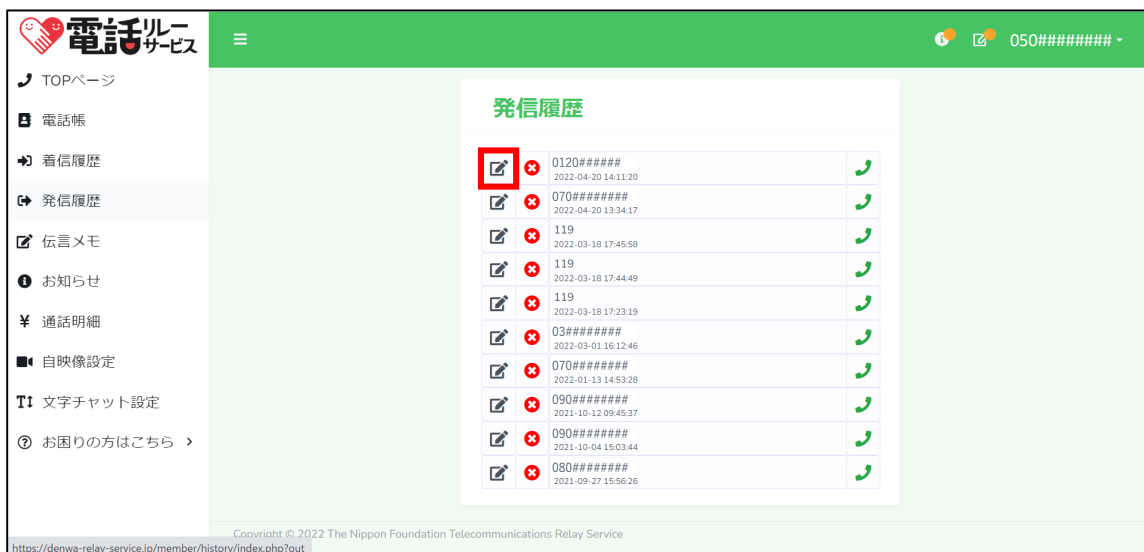 電話リレーサービス
050######### 
TOPページ
電話帳
着信履歴
発信履歴
伝言メモ
お知らせ
¥ 通話明細
自映像設定
文字チャット設定
お困りの方はこちら >
発信履歴
0120######
2022-04-20 14:11:20
070########
2022-04-20 13:34:17
119
2022-03-18 17:45:58
119
2022-03-18 17:44:49
119
2022-03-18 17:23:19
03########
2022-03-01 16:12:46
070########
2022-01-13 14:53:28
090########
2021-10-12 09:45:37
090########
2021-10-04 15:03:44
080########
2021-09-27 15:56:26
Copyright © 2022 The Nippon Foundation Telecommunications Relay Service
https://denwa-relay-service.jp/member/history/index.php?out